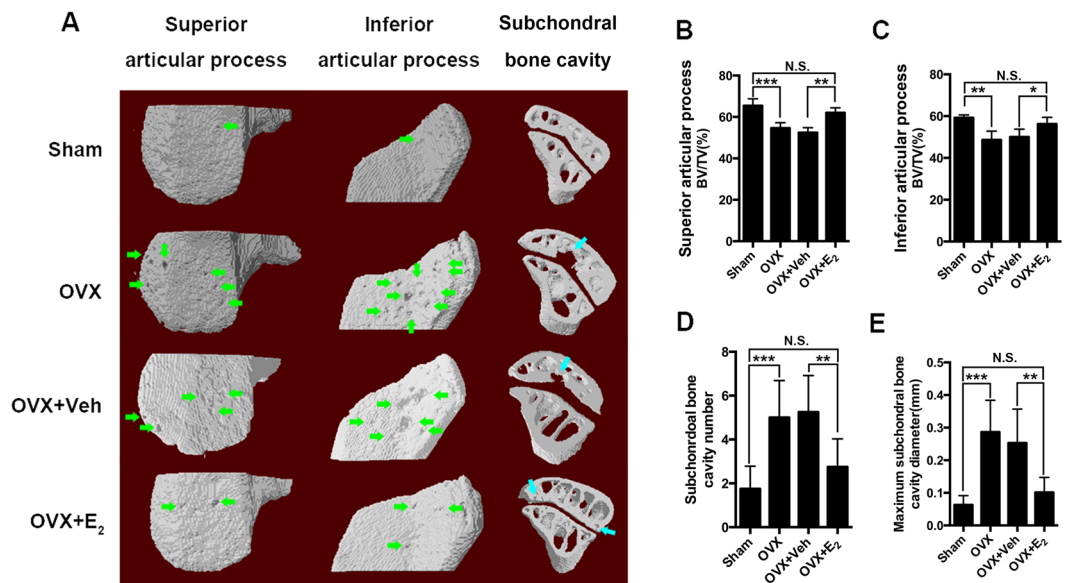 A
Superior
articular process
Inferior
articular process
Subchondral
bone cavity
Sham
OVX
OVX+Veh
OVX+E2
B
Superior articular process
BV/TV(%)
80
60
40
20
0
N.S.
***
**
Sham
OVX
OVX+Veh
OVX+E2
C
Inferior articular process
BV/TV(%)
80
60
40
20
0
N.S.
**
*
Sham
OVX
OVX+Veh
OVX+E2
D
Subchonrdoal bone
cavity number
8
6
4
2
0
N.S.
***
**
Sham
OVX
OVX+Veh
OVX+E2
E
Maximum subchondral bone
cavity diameter(mm)
0.5
0.4
0.3
0.2
0.1
0.0
N.S.
***
**
Sham
OVX
OVX+Veh
OVX+E2